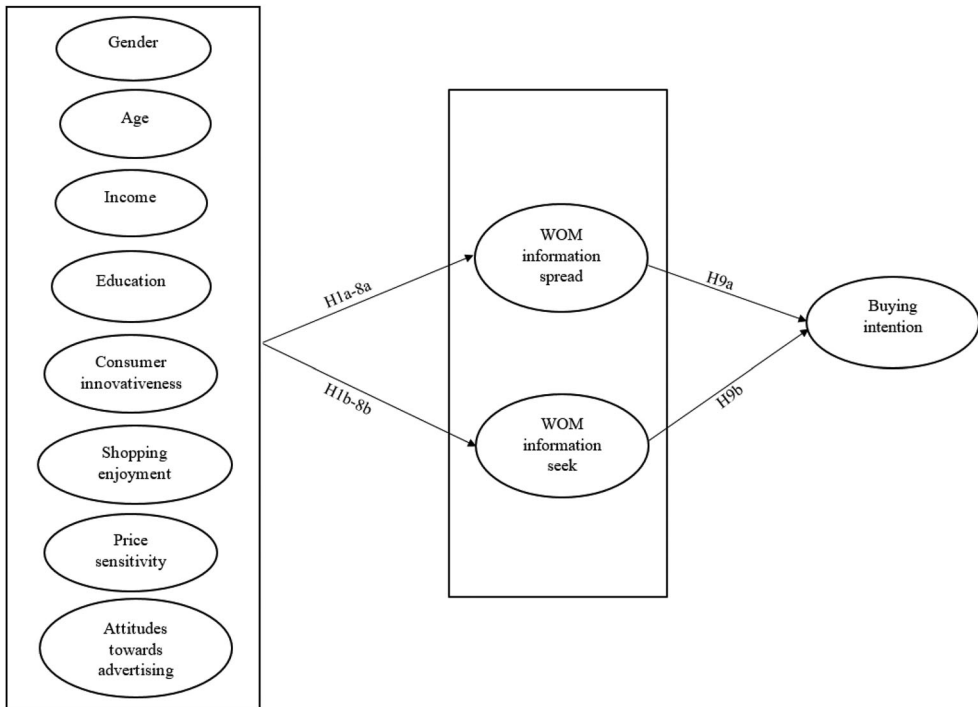 Gender
Age
Income
Education
Consumer
innovativeness
Shopping
enjoyment
Price
sensitivity
Attitudes
towards
advertising
H1a-8a
H1b-8b
WOM
information
spread
WOM
information
seek
H9a
H9b
Buying
intention